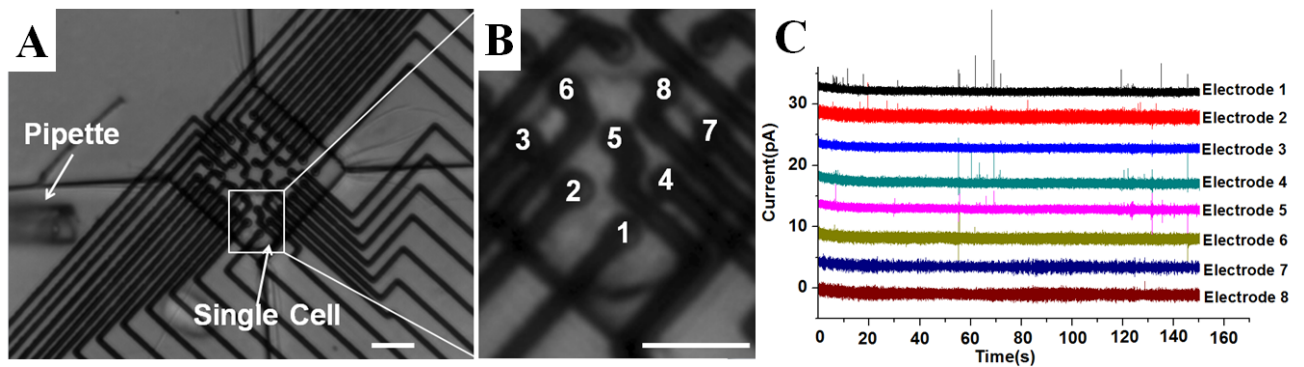 A
Pipette
Single Cell
B
6
8
3
5
7
2
4
1
C
Current(pA)
30
20
10
0
Electrode 1
Electrode 2
Electrode 3
Electrode 4
Electrode 5
Electrode 6
Electrode 7
Electrode 8
0 20 40 60 80 100 120 140 160
Time(s)